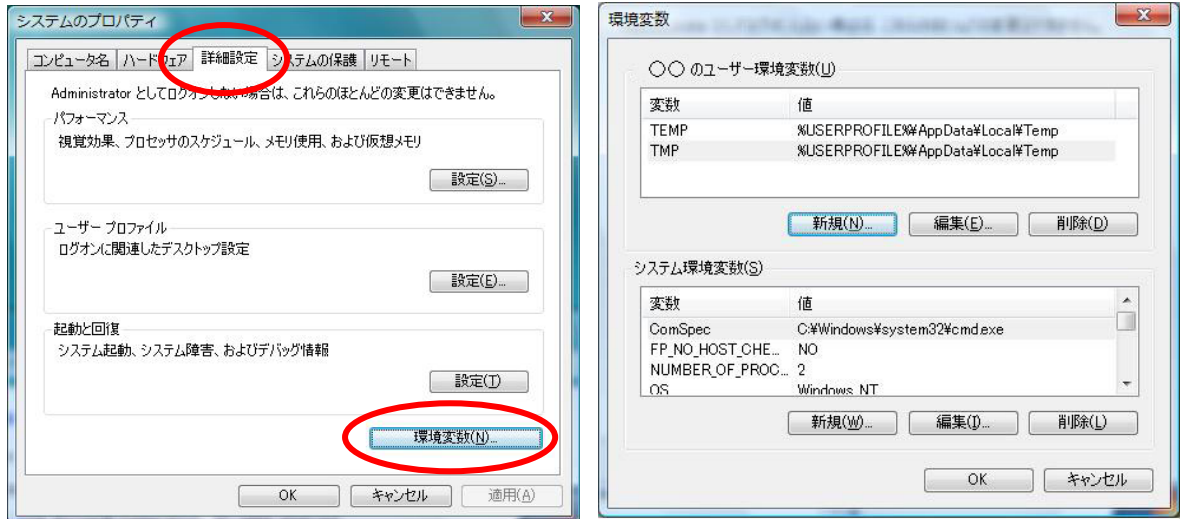 システムのプロパティ
コンピュータ名 ハードウェア 詳細設定 システムの保護 リモート
Administrator としてログオンしない場合は、これらのほとんどの変更はできません。
パフォーマンス
視覚効果、プロセッサのスケジュール、メモリ使用、および仮想メモリ
設定(S)...
ユーザー プロファイル
ログオンに関連したデスクトップ設定
設定(E)...
起動と回復
システム起動、システム障害、およびデバッグ情報
設定(T)
環境変数(N)...
OK キャンセル 適用(A)
環境変数
〇〇 のユーザー環境変数(U)
変数 値
TEMP %USERPROFILE%¥AppData¥Local¥Temp
TMP %USERPROFILE%¥AppData¥Local¥Temp
新規(N)... 編集(E)... 削除(D)
システム環境変数(S)
変数 値
ComSpec C:¥Windows¥system32¥cmd.exe
FP_NO_HOST_CHE... NO
NUMBER_OF_PROC... 2
OS Windows_NT
新規(W)... 編集(I)... 削除(L)
OK キャンセル